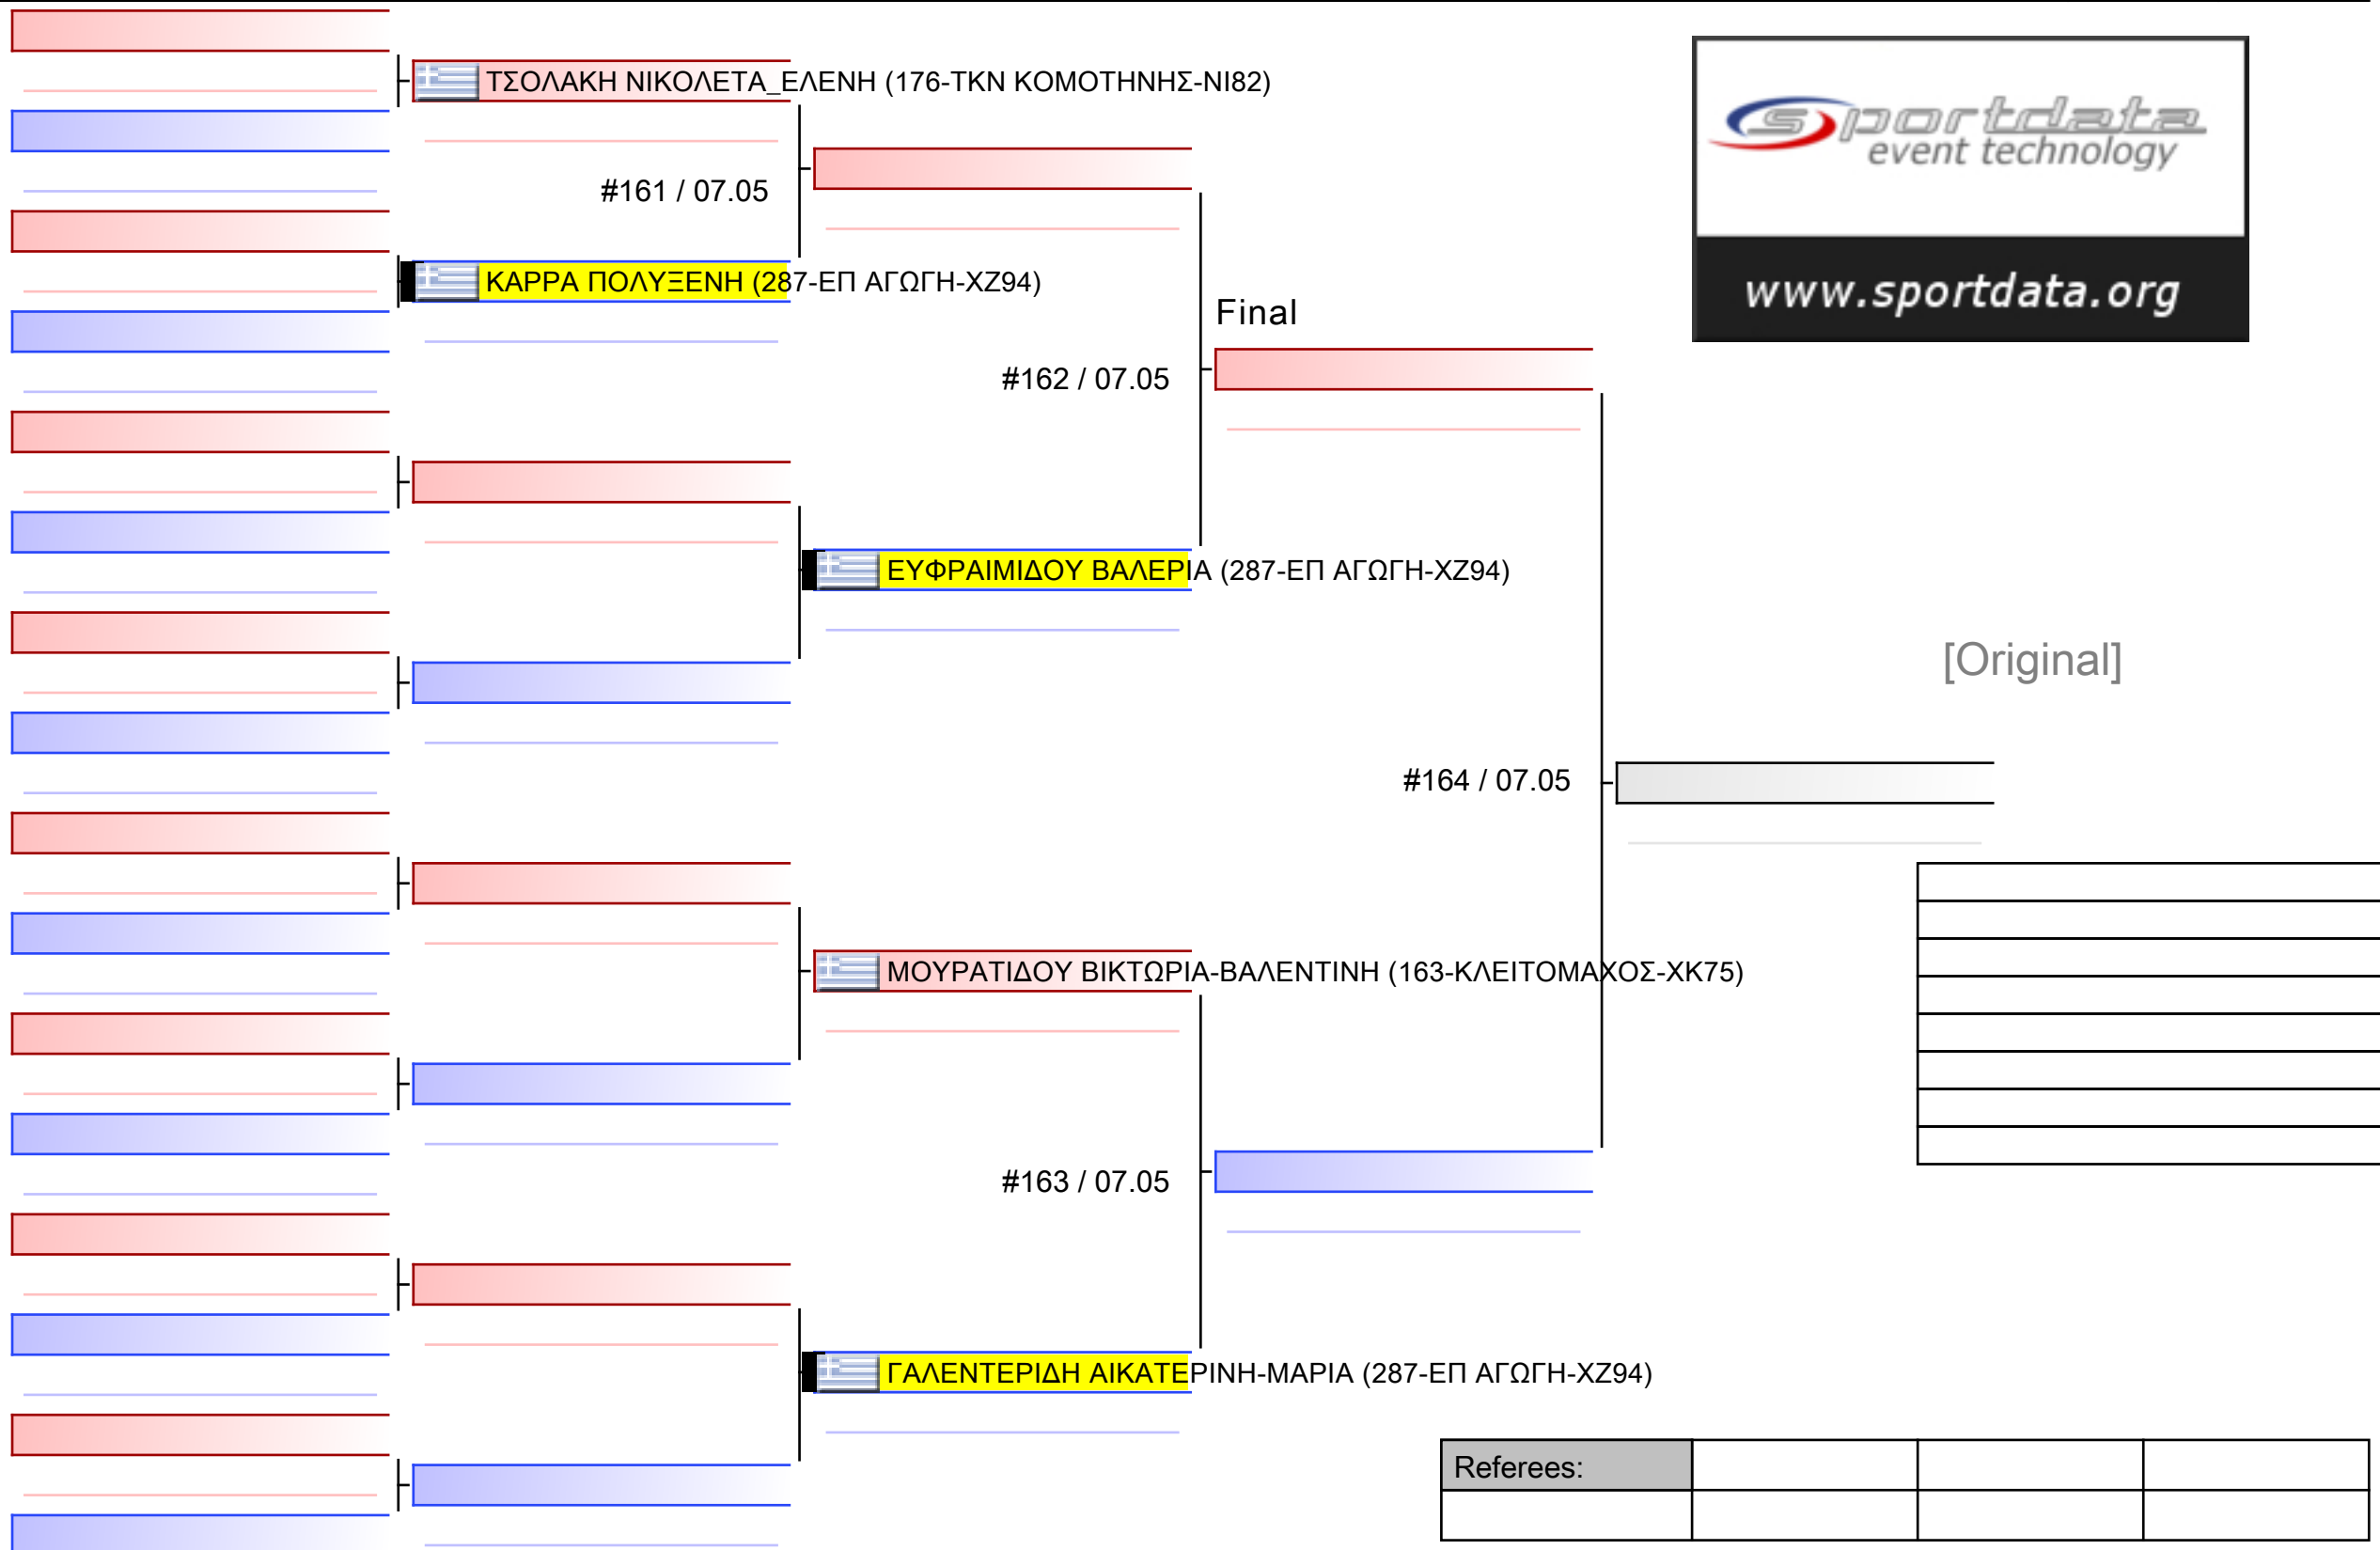 ΤΣΟΛΑΚΗ ΝΙΚΟΛΕΤΑ_ΕΛΕΝΗ (176-ΤΚΝ ΚΟΜΟΤΗΝΗΣ-NI82)
sportdata
event technology
#161 / 07.05
ΚΑΡΡΑ ΠΟΛΥΞΕΝΗ (287-ΕΠ ΑΓΩΓΗ-ΧΖ94)
www.sportdata.org
Final
#162 / 07.05
ΕΥΦΡΑΙΜΙΔΟΥ ΒΑΛΕΡΙΑ (287-ΕΠ ΑΓΩΓΗ-ΧΖ94)
[Original]
#164 / 07.05
ΜΟΥΡΑΤΙΔΟΥ ΒΙΚΤΩΡΙΑ-ΒΑΛΕΝΤΙΝΗ (163-ΚΛΕΙΤΟΜΑΧΟΣ-ΧΚ75)
#163 / 07.05
ΓΑΛΕΝΤΕΡΙΔΗ ΑΙΚΑΤΕΡΙΝΗ-ΜΑΡΙΑ (287-ΕΠ ΑΓΩΓΗ-ΧΖ94)
Referees: